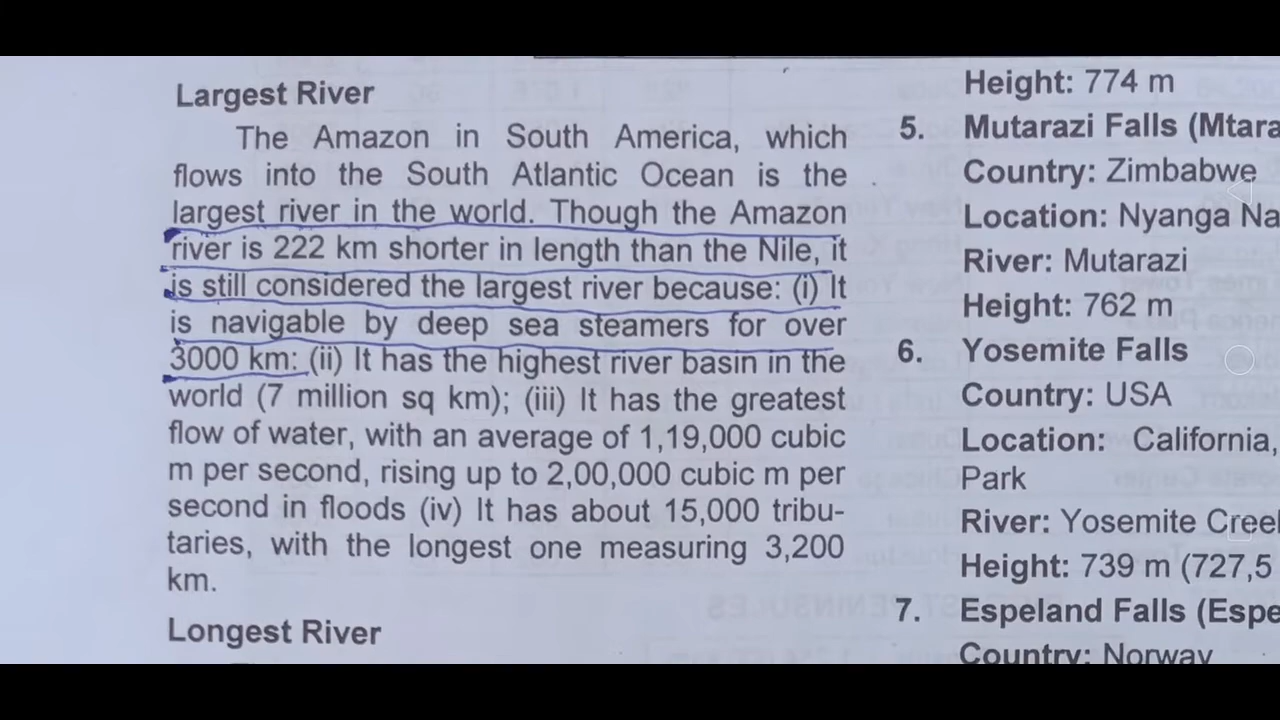 Largest River
The Amazon in South America, which
flows into the South Atlantic Ocean is the
largest river in the world. Though the Amazon
river is 222 km shorter in length than the Nile, it
is still considered the largest river because: (i) It
is navigable by deep sea steamers for over
3000 km: (ii) It has the highest river basin in the
world (7 million sq km); (iii) It has the greatest
flow of water, with an average of 1,19,000 cubic
m per second, rising up to 2,00,000 cubic m per
second in floods (iv) It has about 15,000 tribu-
taries, with the longest one measuring 3,200
km.
Longest River
Height: 774 m
5. Mutarazi Falls (Mtara
Country: Zimbabwe
Location: Nyanga Na
River: Mutarazi
Height: 762 m
6. Yosemite Falls
Country: USA
Location: California,
Park
River: Yosemite Cree
Height: 739 m (727,5
7. Espeland Falls (Espe
Country: Norway